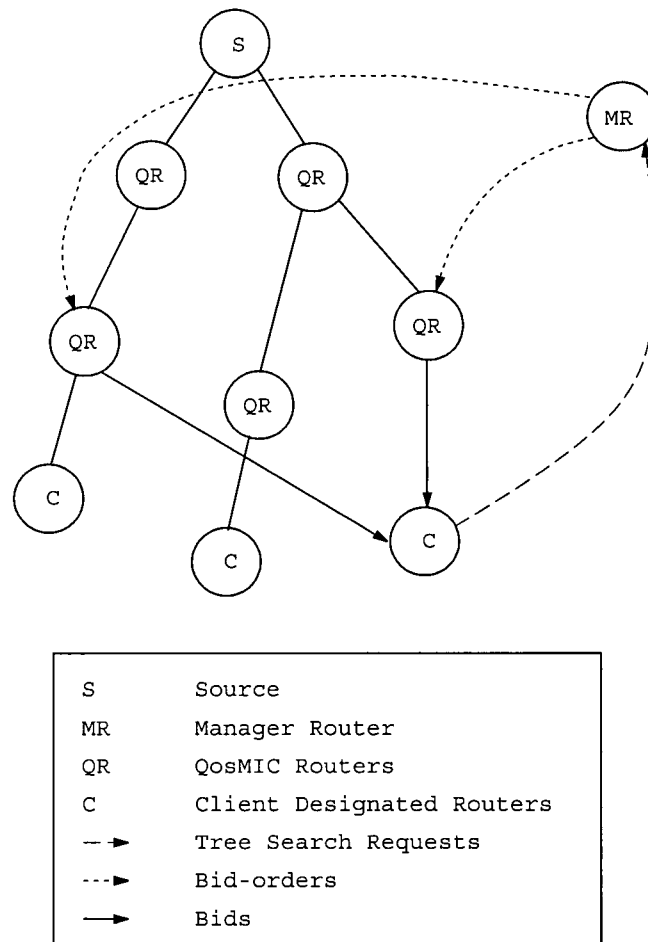 S
MR
QR
QR
QR
QR
QR
C
C
C
S Source
MR Manager Router
QR QosMIC Routers
C Client Designated Routers
Tree Search Requests
Bid-orders
Bids